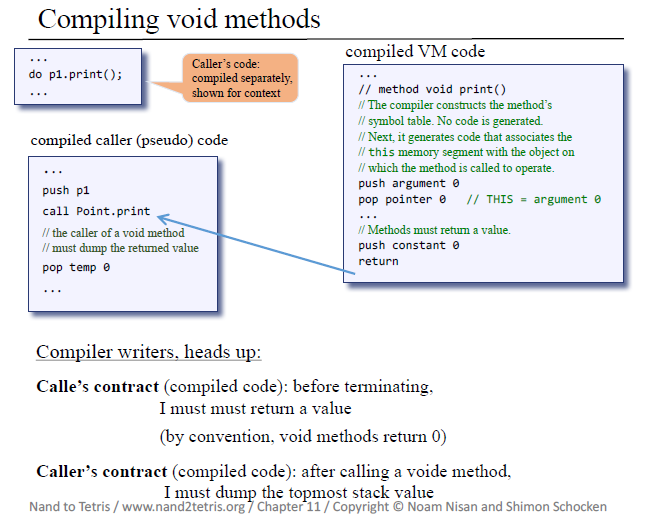 Compiling void methods
...
do p1.print();
...
Caller's code:
compiled separately,
shown for context
compiled VM code
...
// method void print()
// The compiler constructs the method's
// symbol table. No code is generated.
// Next, it generates code that associates the
// this memory segment with the object on
// which the method is called to operate.
push argument 0
pop pointer 0   // THIS = argument 0
...
// Methods must return a value.
push constant 0
return
compiled caller (pseudo) code
...
push p1
call Point.print
// the caller of a void method
// must dump the returned value
pop temp 0
...
Compiler writers, heads up:
Calle's contract (compiled code): before terminating,
I must must return a value
(by convention, void methods return 0)
Caller's contract (compiled code): after calling a voide method,
I must dump the topmost stack value
Nand to Tetris / www.nand2tetris.org / Chapter 11 / Copyright © Noam Nisan and Shimon Schocken